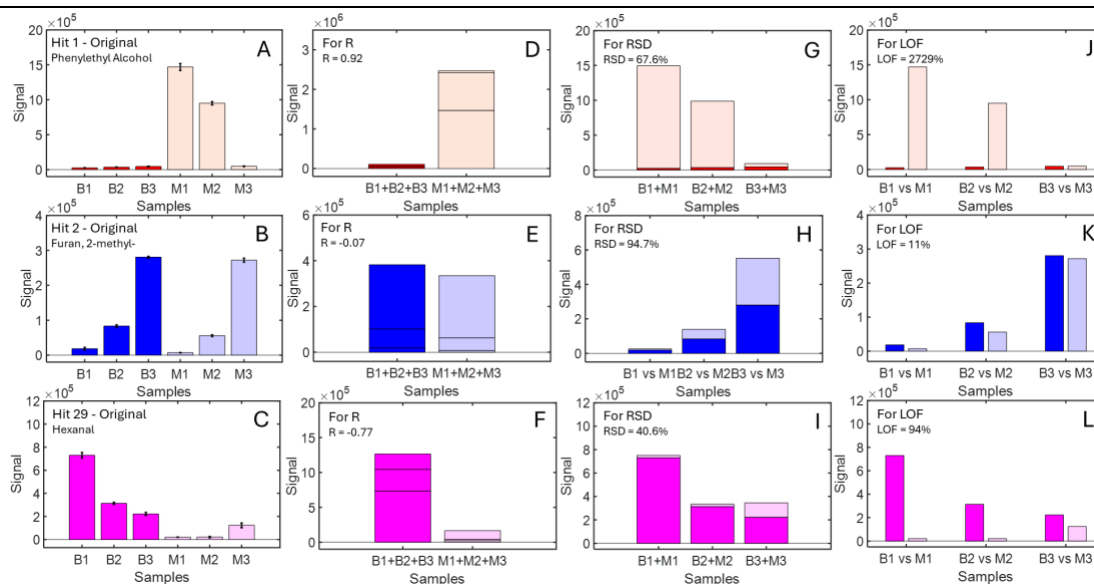 ×10⁵
Hit 1 - Original
Phenylethyl Alcohol
A
20
15
10
5
0
Signal
B1 B2 B3 M1 M2 M3
Samples
×10⁶
For R
R = 0.92
D
3
2
1
0
Signal
B1+B2+B3 M1+M2+M3
Samples
×10⁵
For RSD
RSD = 67.6%
G
15
10
5
0
Signal
B1+M1 B2+M2 B3+M3
Samples
×10⁵
For LOF
LOF = 2729%
J
20
15
10
5
0
Signal
B1 vs M1 B2 vs M2 B3 vs M3
Samples
×10⁵
Hit 2 - Original
Furan, 2-methyl-
B
4
3
2
1
0
Signal
B1 B2 B3 M1 M2 M3
Samples
×10⁵
For R
R = -0.07
E
6
4
2
0
Signal
B1+B2+B3 M1+M2+M3
Samples
×10⁵
For RSD
RSD = 94.7%
H
8
6
4
2
0
Signal
B1 vs M1 B2 vs M2 B3 vs M3
Samples
×10⁵
For LOF
LOF = 11%
K
4
3
2
1
0
Signal
B1 vs M1 B2 vs M2 B3 vs M3
Samples
×10⁵
Hit 29 - Original
Hexanal
C
12
10
8
6
4
2
0
Signal
B1 B2 B3 M1 M2 M3
Samples
×10⁵
For R
R = -0.77
F
20
15
10
5
0
Signal
B1+B2+B3 M1+M2+M3
Samples
×10⁵
For RSD
RSD = 40.6%
I
10
8
6
4
2
0
Signal
B1+M1 B2+M2 B3+M3
Samples
×10⁵
For LOF
LOF = 94%
L
10
8
6
4
2
0
Signal
B1 vs M1 B2 vs M2 B3 vs M3
Samples